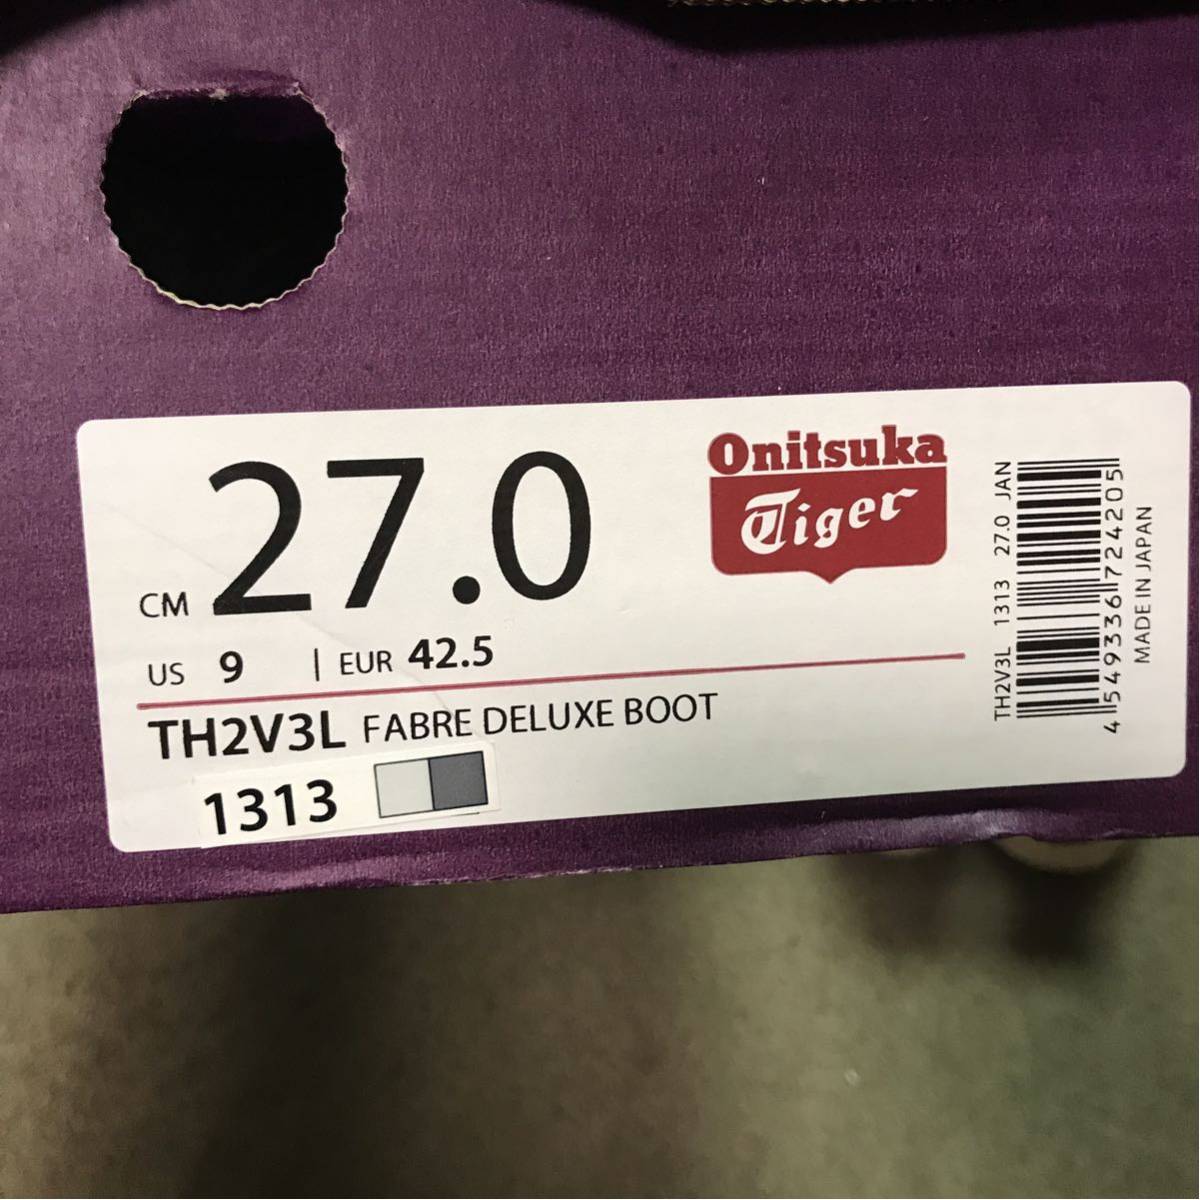 CM 27.0
US 9 | EUR 42.5
TH2V3L FABRE DELUXE BOOT
1313
Onitsuka
Tiger
TH2V3L 1313 27.0 JAN
4549336724205
MADE IN JAPAN